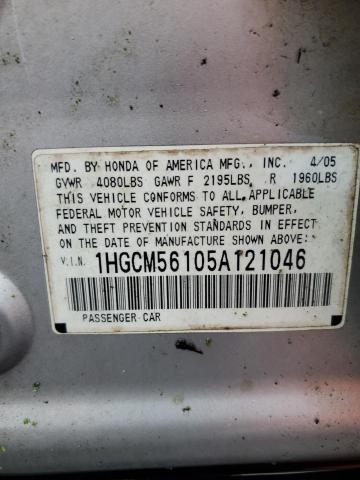 MFD. BY HONDA OF AMERICA MFG., INC. 4/05
GVWR 4080LBS GAWR F 2195LBS R 1960LBS
THIS VEHICLE CONFORMS TO ALL APPLICABLE
FEDERAL MOTOR VEHICLE SAFETY, BUMPER,
AND THEFT PREVENTION STANDARDS IN EFFECT ON
THE DATE OF MANUFACTURE SHOWN ABOVE.
V.I.N. 1HGCM56105A121046
PASSENGER CAR